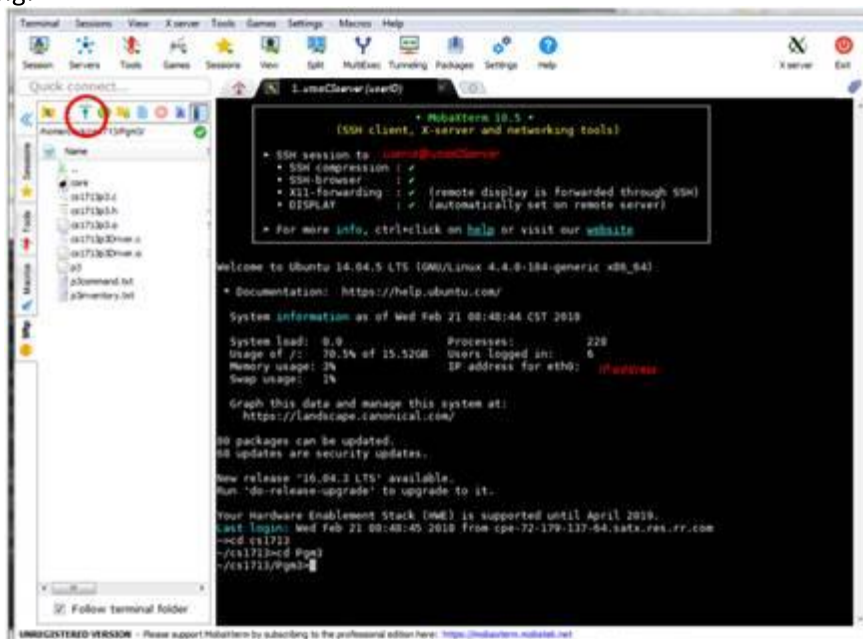 Terminal Sessions View X server Tools Games Settings Macros Help
Session Servers Tools Games Sessions View Split MultiExec Tunneling Packages Settings Help X server Exit
Quick connect...
Name
..
core
cs1713p3.c
cs1713p3.h
cs1713p3.o
cs1713p3Driver.c
cs1713p3Driver.o
p3
p3command.txt
p3inventory.txt
Sessions
Tools
Macros
Sftp
Follow terminal folder
• MobaXterm 10.5 •
(SSH client, X-server and networking tools)
► SSH session to
• SSH compression : ✔
• SSH-browser : ✔
• X11-forwarding : ✔ (remote display is forwarded through SSH)
• DISPLAY : ✔ (automatically set on remote server)
► For more info, ctrl+click on help or visit our website
Welcome to Ubuntu 14.04.5 LTS (GNU/Linux 4.4.0-104-generic x86_64)
* Documentation: https://help.ubuntu.com/
System information as of Wed Feb 21 08:48:44 CST 2018
System load: 0.0 Processes: 220
Usage of /: 70.5% of 15.52GB Users logged in: 6
Memory usage: 3% IP address for eth0:
Swap usage: 1%
Graph this data and manage this system at:
https://landscape.canonical.com/
packages can be updated.
updates are security updates.
New release '16.04.3 LTS' available.
Run 'do-release-upgrade' to upgrade to it.
Your Hardware Enablement Stack (HWE) is supported until April 2019.
Last login: Wed Feb 21 08:48:45 2018 from cpe-72-179-137-64.satx.res.rr.com
~>cd cs1713
~/cs1713>cd Pgm3
~/cs1713/Pgm3>
UNREGISTERED VERSION - Please support MobaXterm by subscribing to the professional edition here: https://mobaxterm.mobatek.net